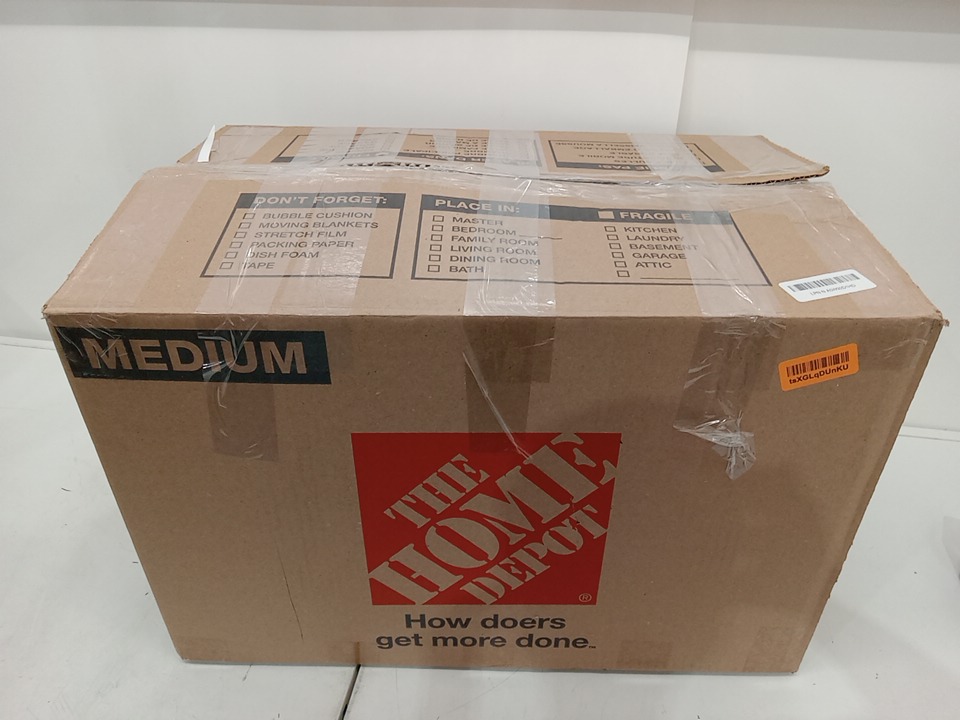 DON'T FORGET:
BUBBLE CUSHION
MOVING BLANKETS
STRETCH FILM
PACKING PAPER
DISH FOAM
TAPE
PLACE IN:
FRAGILE
MASTER
BEDROOM
FAMILY ROOM
LIVING ROOM
DINING ROOM
BATH
KITCHEN
LAUNDRY
BASEMENT
GARAGE
ATTIC
MEDIUM
taXGLqDUnKU
THE
HOME
DEPOT
®
How doers
get more done.™